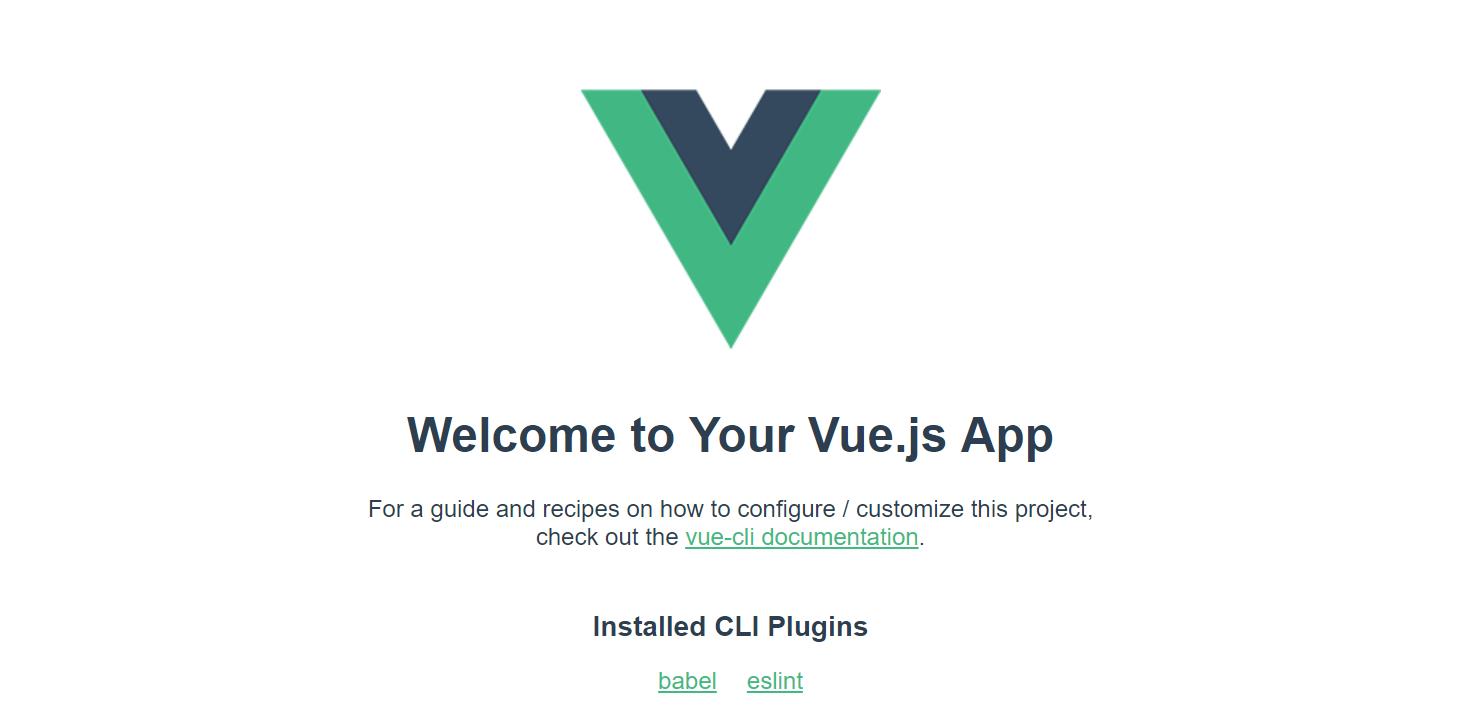 Welcome to Your Vue.js App
For a guide and recipes on how to configure / customize this project,
check out the vue-cli documentation.
Installed CLI Plugins
babel eslint